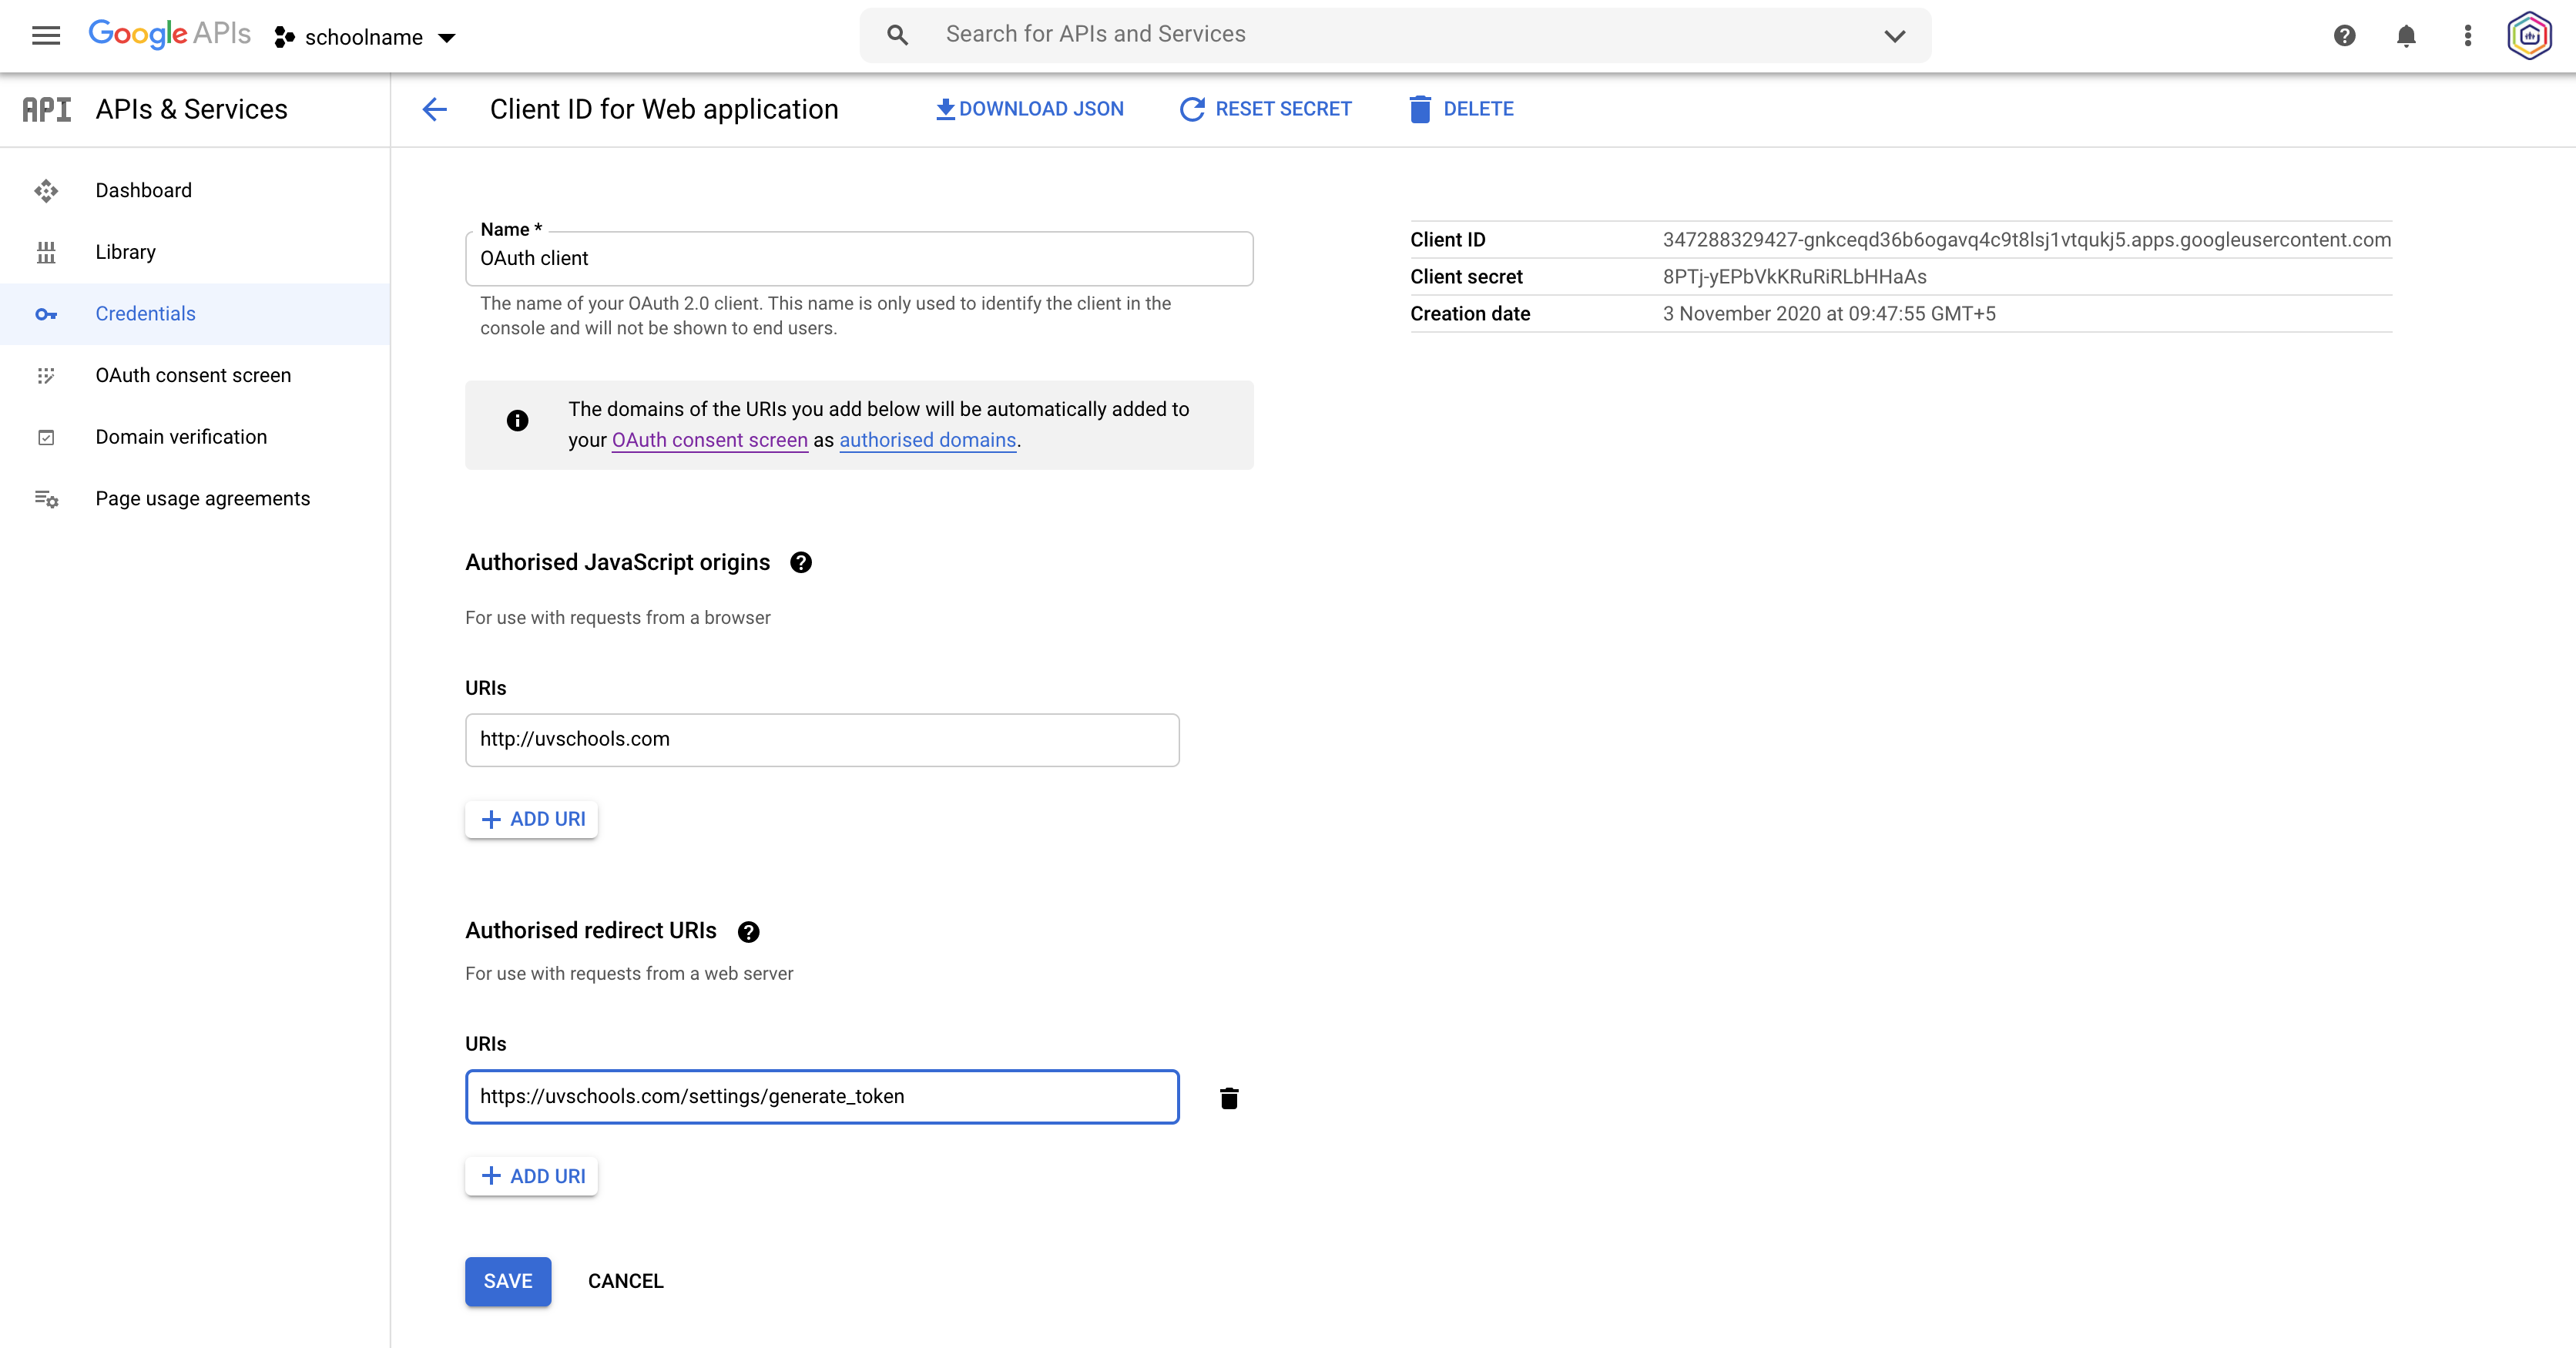 Google APIs
schoolname
Search for APIs and Services
API APIs & Services
Client ID for Web application
DOWNLOAD JSON
RESET SECRET
DELETE
Dashboard
Library
Credentials
OAuth consent screen
Domain verification
Page usage agreements
Name *
OAuth client
The name of your OAuth 2.0 client. This name is only used to identify the client in the
console and will not be shown to end users.
Client ID 347288329427-gnkceqd36b6ogavq4c9t8lsj1vtqukj5.apps.googleusercontent.com
Client secret 8PTj-yEPbVkKRuRiRLbHHaAs
Creation date 3 November 2020 at 09:47:55 GMT+5
The domains of the URIs you add below will be automatically added to
your OAuth consent screen as authorised domains.
Authorised JavaScript origins
For use with requests from a browser
URIs
http://uvschools.com
ADD URI
Authorised redirect URIs
For use with requests from a web server
URIs
https://uvschools.com/settings/generate_token
ADD URI
SAVE
CANCEL